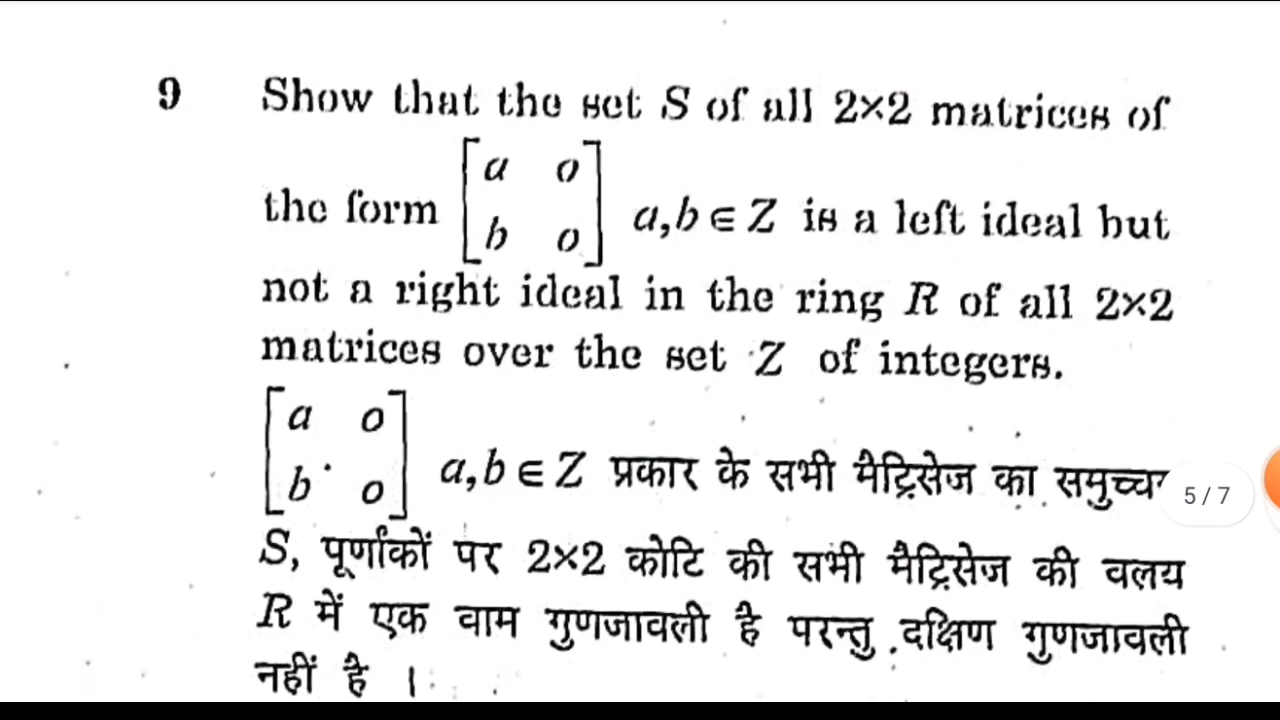 9 Show that the set S of all 2×2 matrices of
the form [a o
b o] a,b ∈ Z is a left ideal but
not a right ideal in the ring R of all 2×2
matrices over the set Z of integers.
[a o
b o] a,b ∈ Z प्रकार के सभी मैट्रिसेज का
5 / 7
S, पूर्णांकों पर 2×2 कोटि की सभी मैट्रिसेज की वलय
R में एक वाम गुणजावली है परन्तु दक्षिण गुणजावली
नहीं है ।